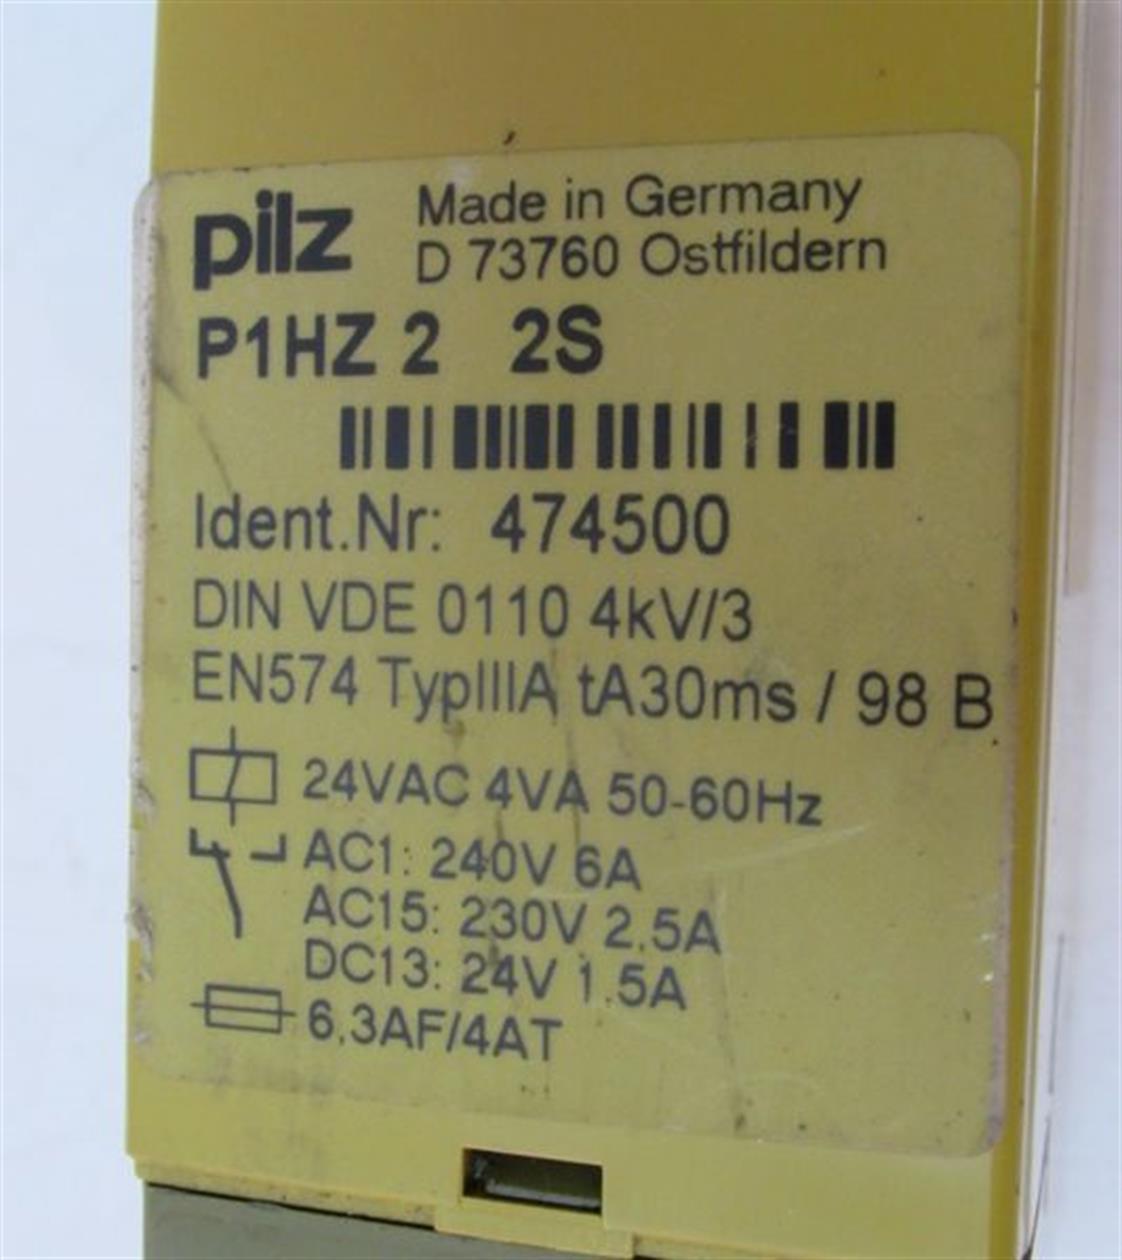 pilz Made in Germany
D 73760 Ostfildern
P1HZ 2 2S
Ident.Nr: 474500
DIN VDE 0110 4kV/3
EN574 TypIIIA tA30ms / 98 B
24VAC 4VA 50-60Hz
AC1: 240V 6A
AC15: 230V 2.5A
DC13: 24V 1.5A
6.3AF/4AT